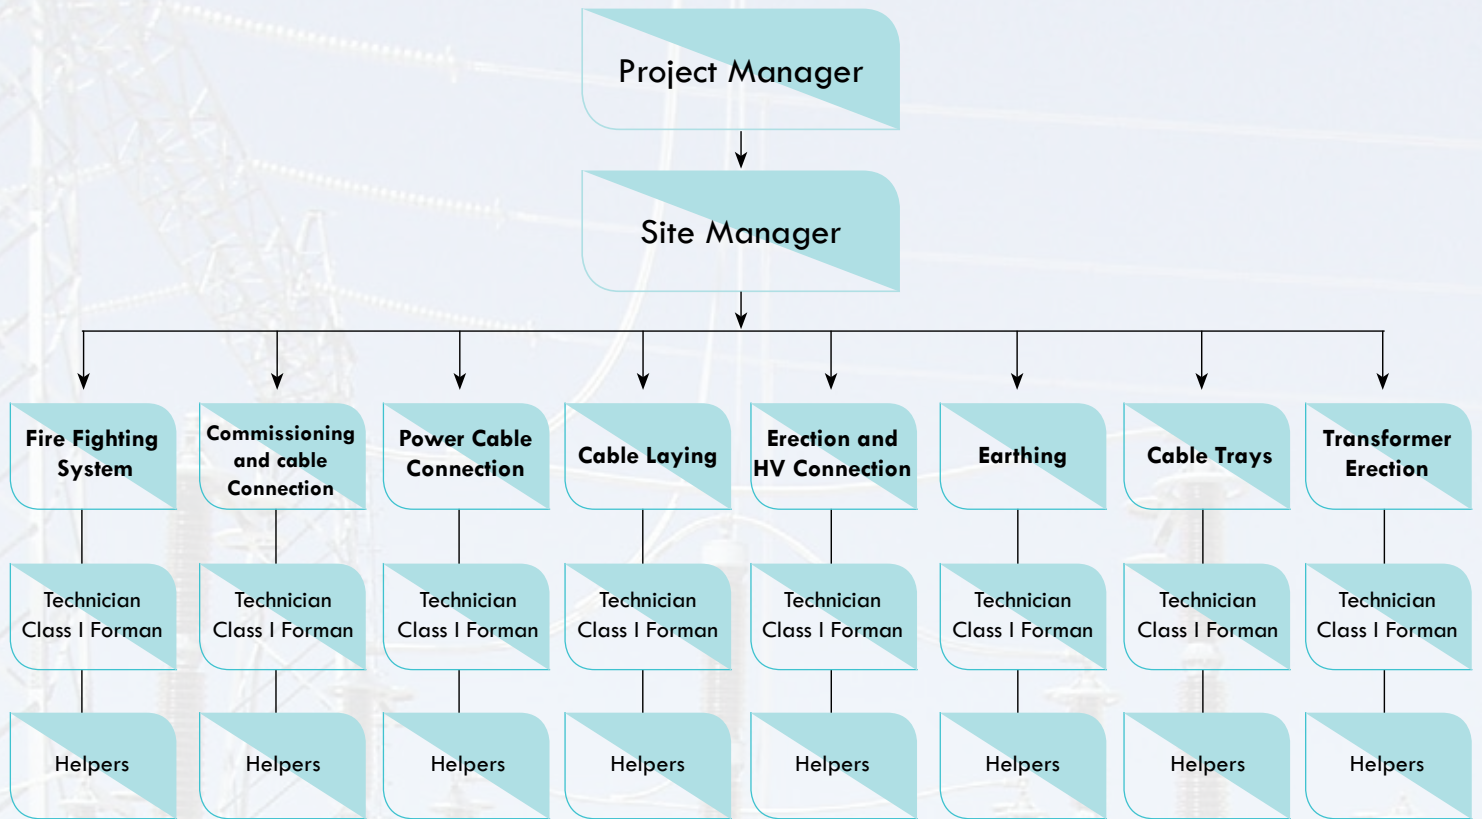 Project Manager
Site Manager
Fire Fighting
System
Commissioning
and cable
Connection
Power Cable
Connection
Cable Laying
Erection and
HV Connection
Earthing
Cable Trays
Transformer
Erection
Technician
Class I Forman
Technician
Class I Forman
Technician
Class I Forman
Technician
Class I Forman
Technician
Class I Forman
Technician
Class I Forman
Technician
Class I Forman
Technician
Class I Forman
Helpers
Helpers
Helpers
Helpers
Helpers
Helpers
Helpers
Helpers